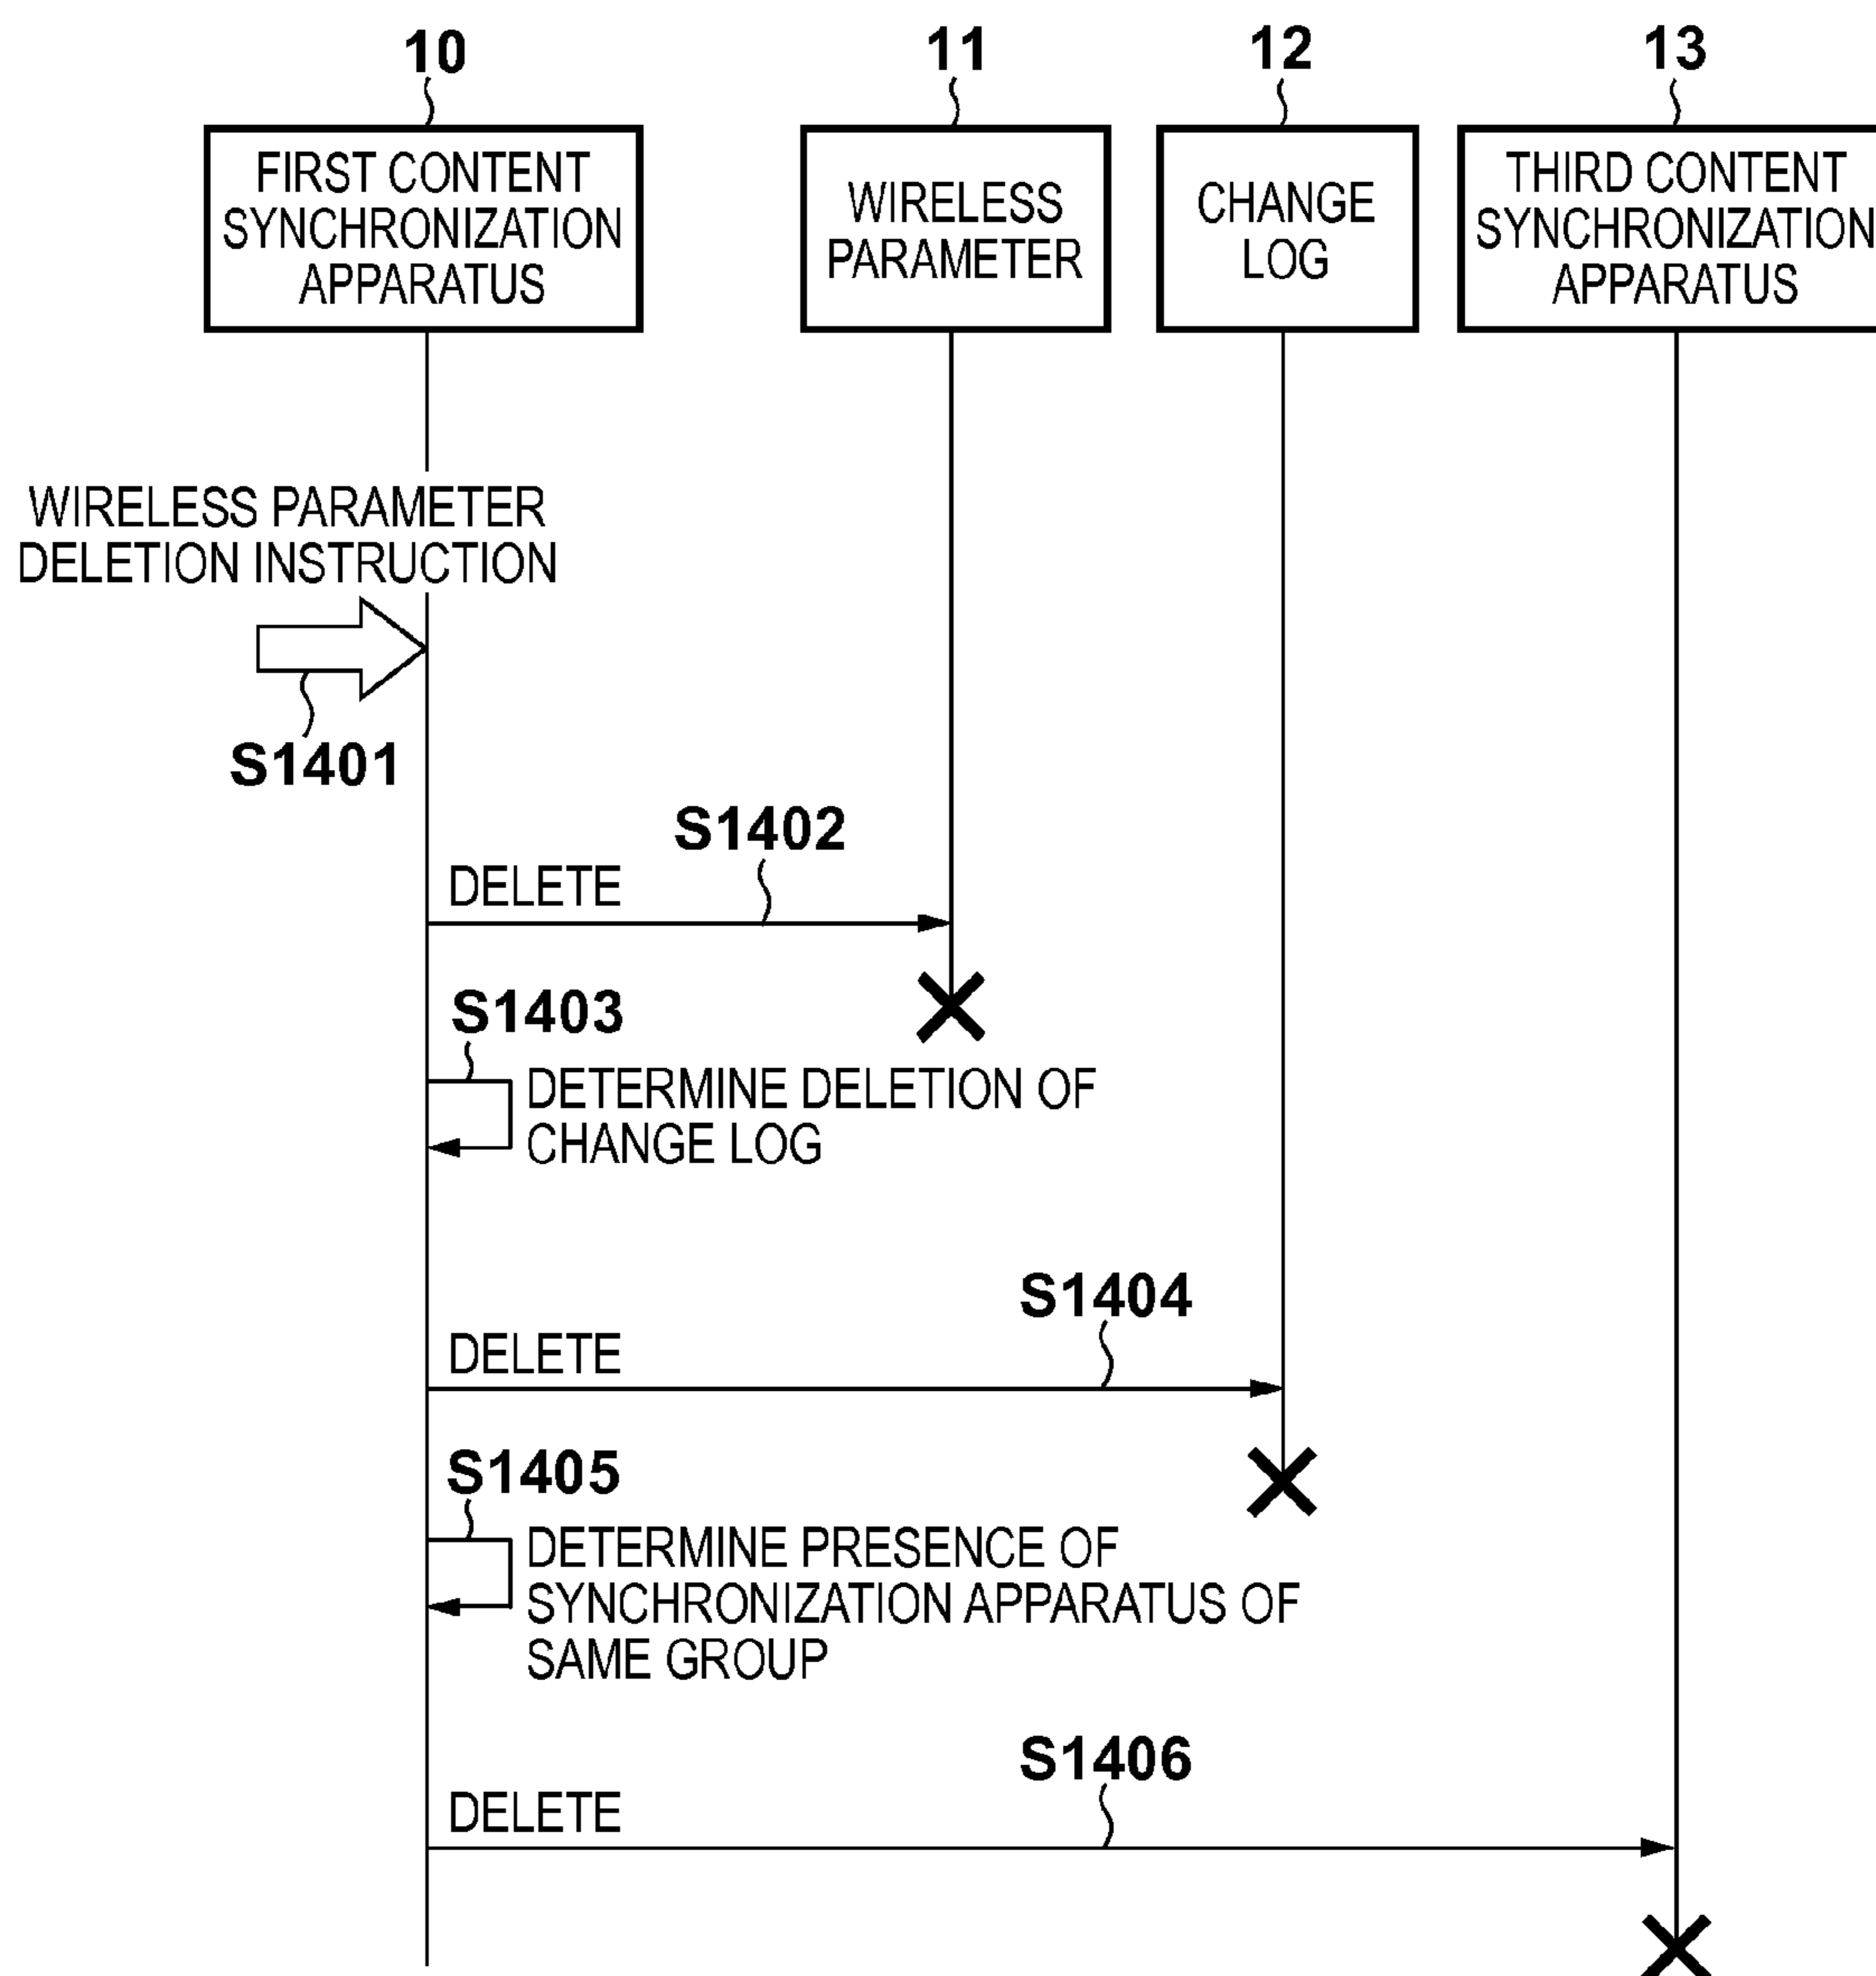 10
11
12
13
FIRST CONTENT
SYNCHRONIZATION
APPARATUS
WIRELESS
PARAMETER
CHANGE
LOG
THIRD CONTENT
SYNCHRONIZATION
APPARATUS
WIRELESS PARAMETER
DELETION INSTRUCTION
S1401
S1402
DELETE
S1403
DETERMINE DELETION OF
CHANGE LOG
S1404
DELETE
S1405
DETERMINE PRESENCE OF
SYNCHRONIZATION APPARATUS OF
SAME GROUP
S1406
DELETE